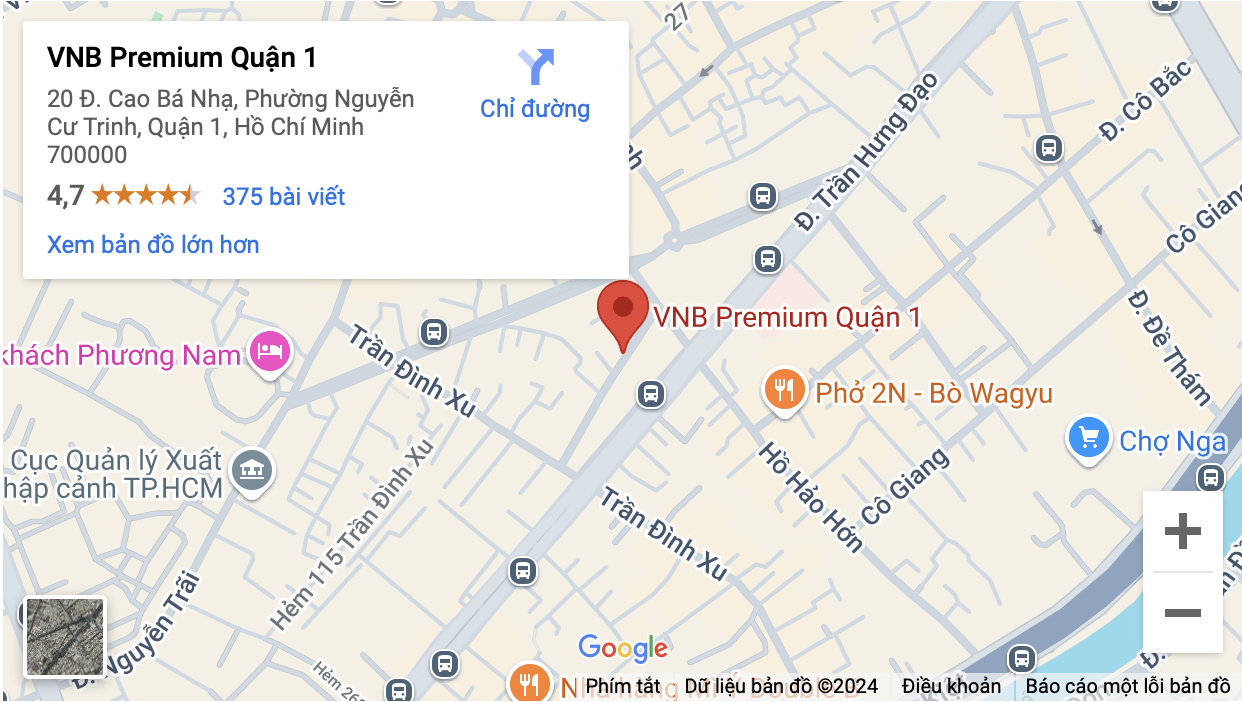 VNB Premium Quận 1
20 Đ. Cao Bá Nhạ, Phường Nguyễn
Cư Trinh, Quận 1, Hồ Chí Minh
700000
Chỉ đường
4,7
375 bài viết
Xem bản đồ lớn hơn
27
Đ. Trần Hưng Đạo
Đ. Cô Bắc
Cô Giang
Đ. Đề Thám
VNB Premium Quận 1
khách Phương Nam
Trần Đình Xu
Phở 2N - Bò Wagyu
Chợ Nga
Cục Quản lý Xuất
hập cảnh TP.HCM
Hẻm 115 Trần Đình Xu
Hồ Hảo Hớn
Cô Giang
Trần Đình Xu
Đ. Nguyễn Trãi
Hẻm 26
Google
Phím tắt
Dữ liệu bản đồ ©2024
Điều khoản
Báo cáo một lỗi bản đồ